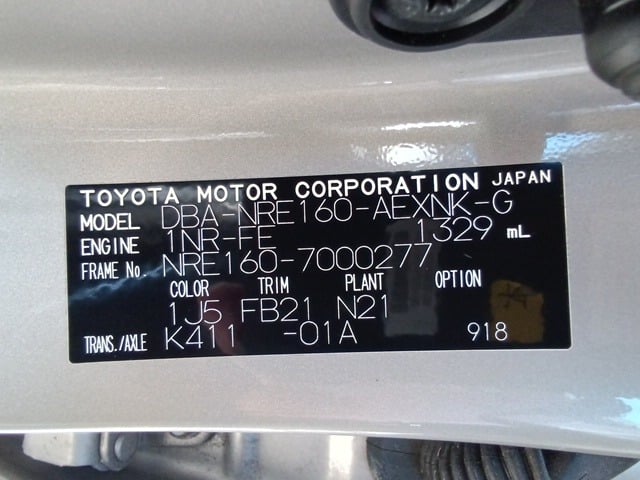 TOYOTA MOTOR CORPORATION JAPAN
MODEL DBA-NRE160-AEXNK-G
ENGINE 1NR-FE 1329 mL
FRAME No. NRE160-7000277
COLOR TRIM PLANT OPTION
1J5 FB21 N21
TRANS./AXLE K411 -01A 918